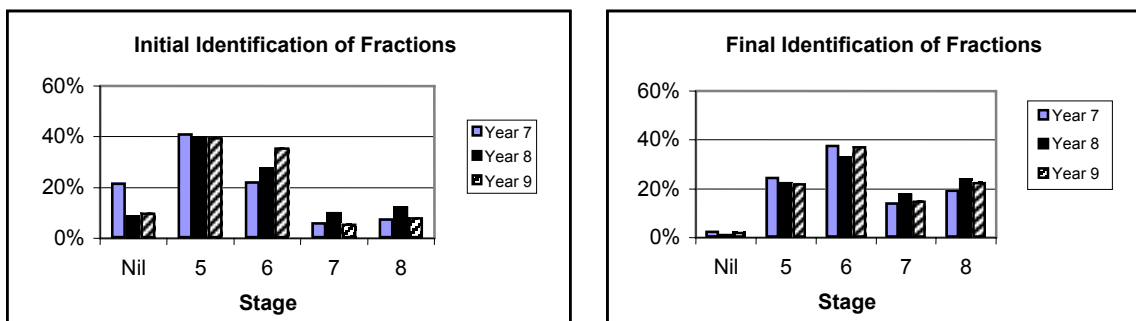 Initial Identification of Fractions
60%
40%
20%
0%
Nil 5 6 7 8
Stage
Year 7
Year 8
Year 9
Final Identification of Fractions
60%
40%
20%
0%
Nil 5 6 7 8
Stage
Year 7
Year 8
Year 9